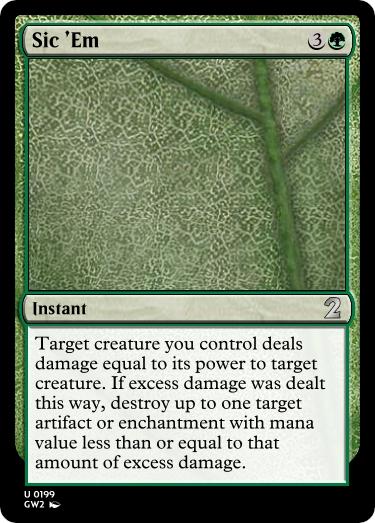 Sic 'Em 3
Instant 2
Target creature you control deals
damage equal to its power to target
creature. If excess damage was dealt
this way, destroy up to one target
artifact or enchantment with mana
value less than or equal to that
amount of excess damage.
U 0199
GW2